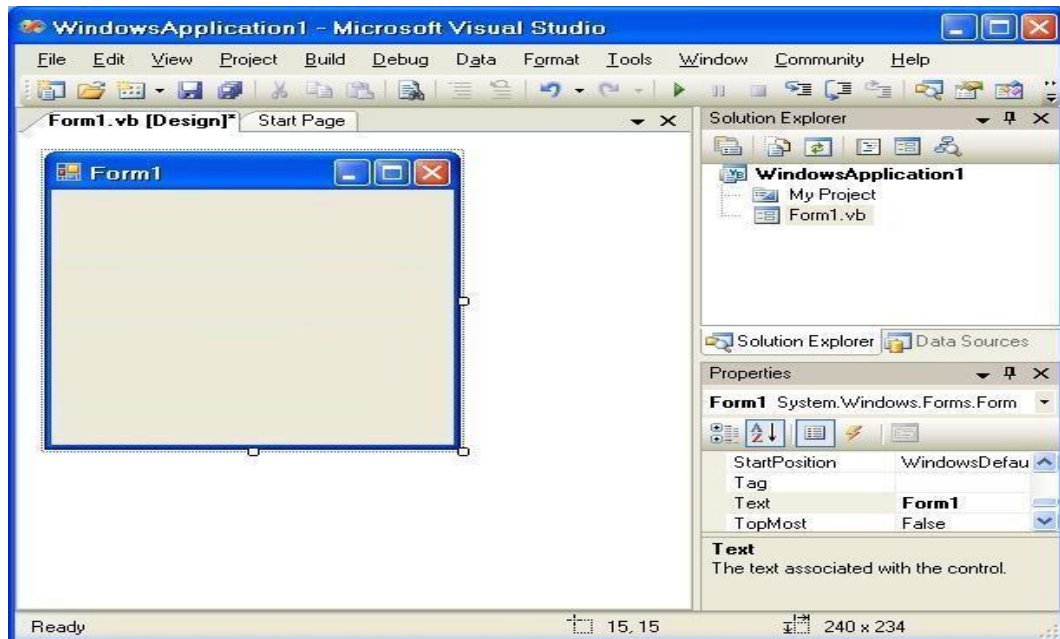 WindowsApplication1 - Microsoft Visual Studio
File Edit View Project Build Debug Data Format Tools Window Community Help
Form1.vb [Design]* Start Page
Form1
Solution Explorer
WindowsApplication1
My Project
Form1.vb
Solution Explorer Data Sources
Properties
Form1 System.Windows.Forms.Form
StartPosition WindowsDefau
Tag
Text Form1
TopMost False
Text
The text associated with the control.
Ready 15, 15 240 x 234